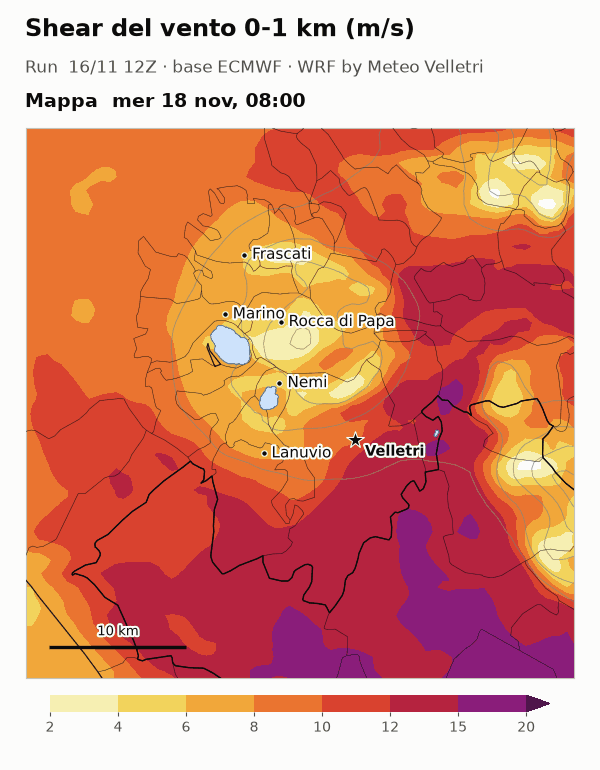 Shear del vento 0-1 km (m/s)
Run 16/11 12Z · base ECMWF · WRF by Meteo Velletri
Mappa mer 18 nov, 08:00
Frascati
Marino
Rocca di Papa
Nemi
Velletri
Lanuvio
10 km
2 4 6 8 10 12 15 20